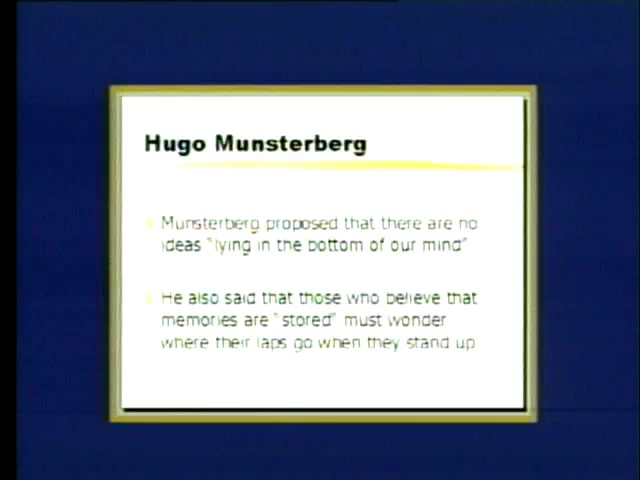 Hugo Munsterberg
Munsterberg proposed that there are no
ideas "lying in the bottom of our mind"
He also said that those who believe that
memories are "stored" must wonder
where their laps go when they stand up